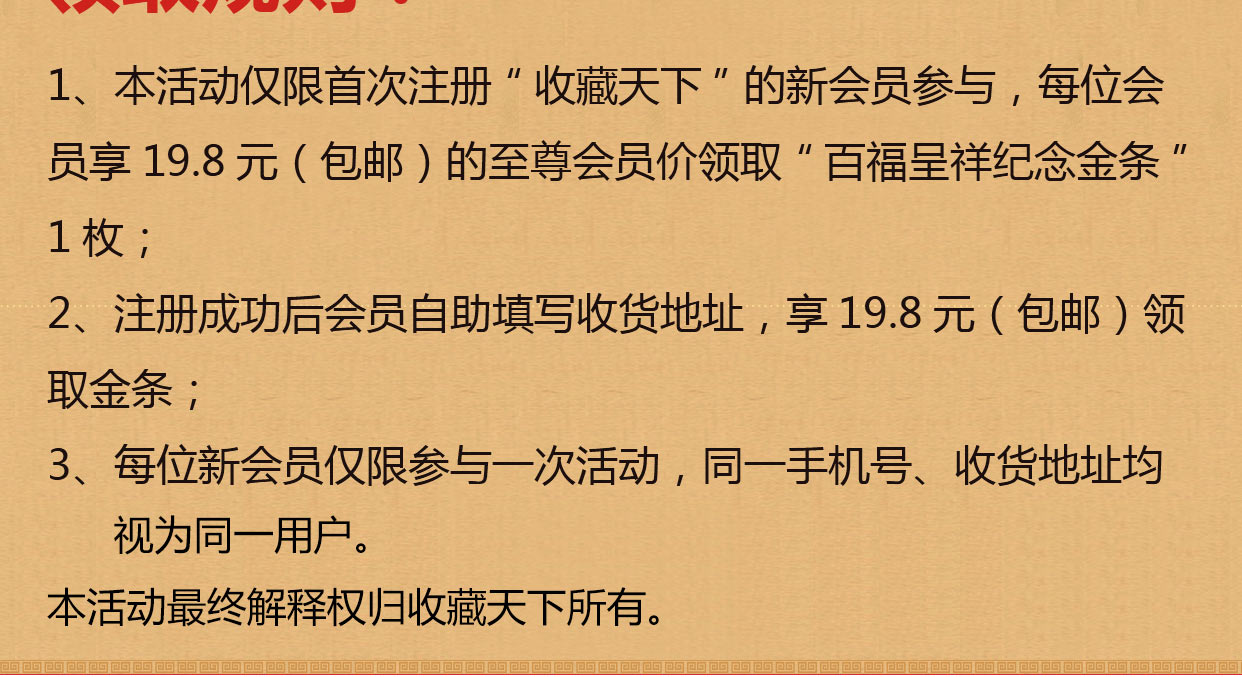 领取规则：
1、本活动仅限首次注册“收藏天下”的新会员参与，每位会
员享 19.8 元（包邮）的至尊会员价领取“百福呈祥纪念金条”
1 枚；
2、注册成功后会员自助填写收货地址，享 19.8 元（包邮）领
取金条；
3、每位新会员仅限参与一次活动，同一手机号、收货地址均
视为同一用户。
本活动最终解释权归收藏天下所有。